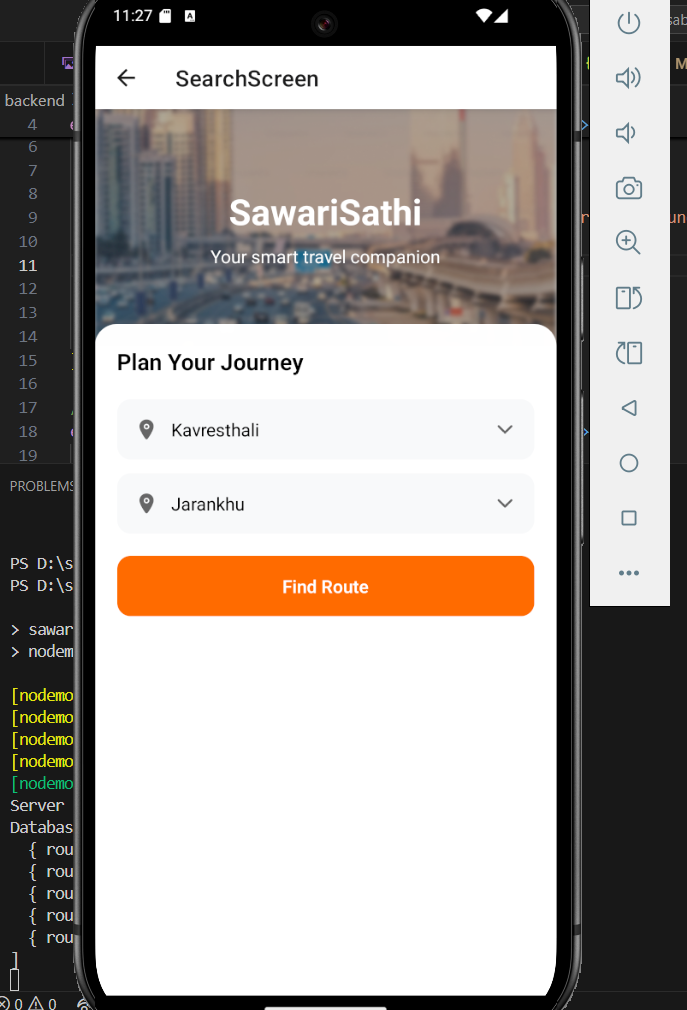 11:27
A
SearchScreen
backend
4
6
7
8
9
10
11
12
13
14
15
16
17
18
19
SawariSathi
Your smart travel companion
Plan Your Journey
Kavresthali
Jarankhu
Find Route
PROBLEMS
PS D:\s
PS D:\s
> sawar
> nodem
[nodemo
[nodemo
[nodemo
[nodemo
[nodemo
Server
Databas
{ rou
{ rou
{ rou
{ rou
{ rou
]
0 0